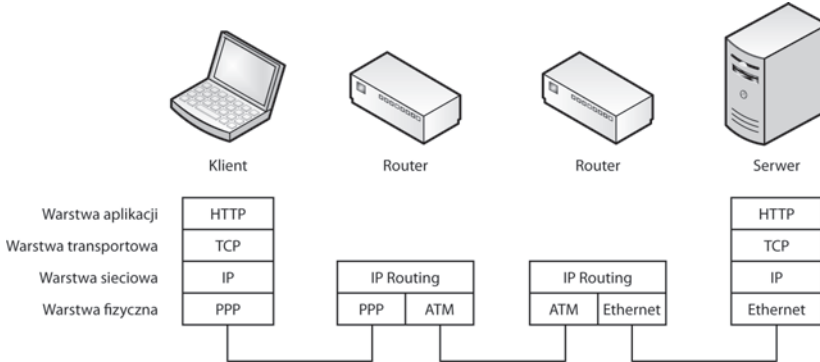 Klient Router Router Serwer
Warstwa aplikacji HTTP HTTP
Warstwa transportowa TCP TCP
Warstwa sieciowa IP IP Routing IP Routing IP
Warstwa fizyczna PPP PPP ATM ATM Ethernet Ethernet